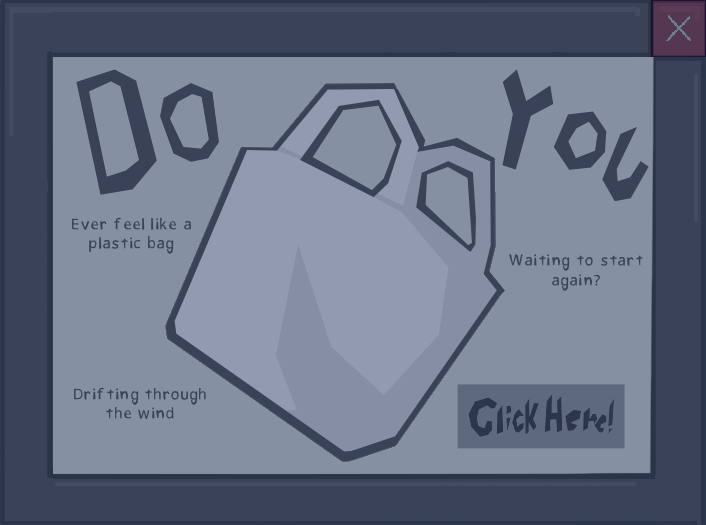 Do You
Ever feel like a
plastic bag
Drifting through
the wind
Waiting to start
again?
Click Here!